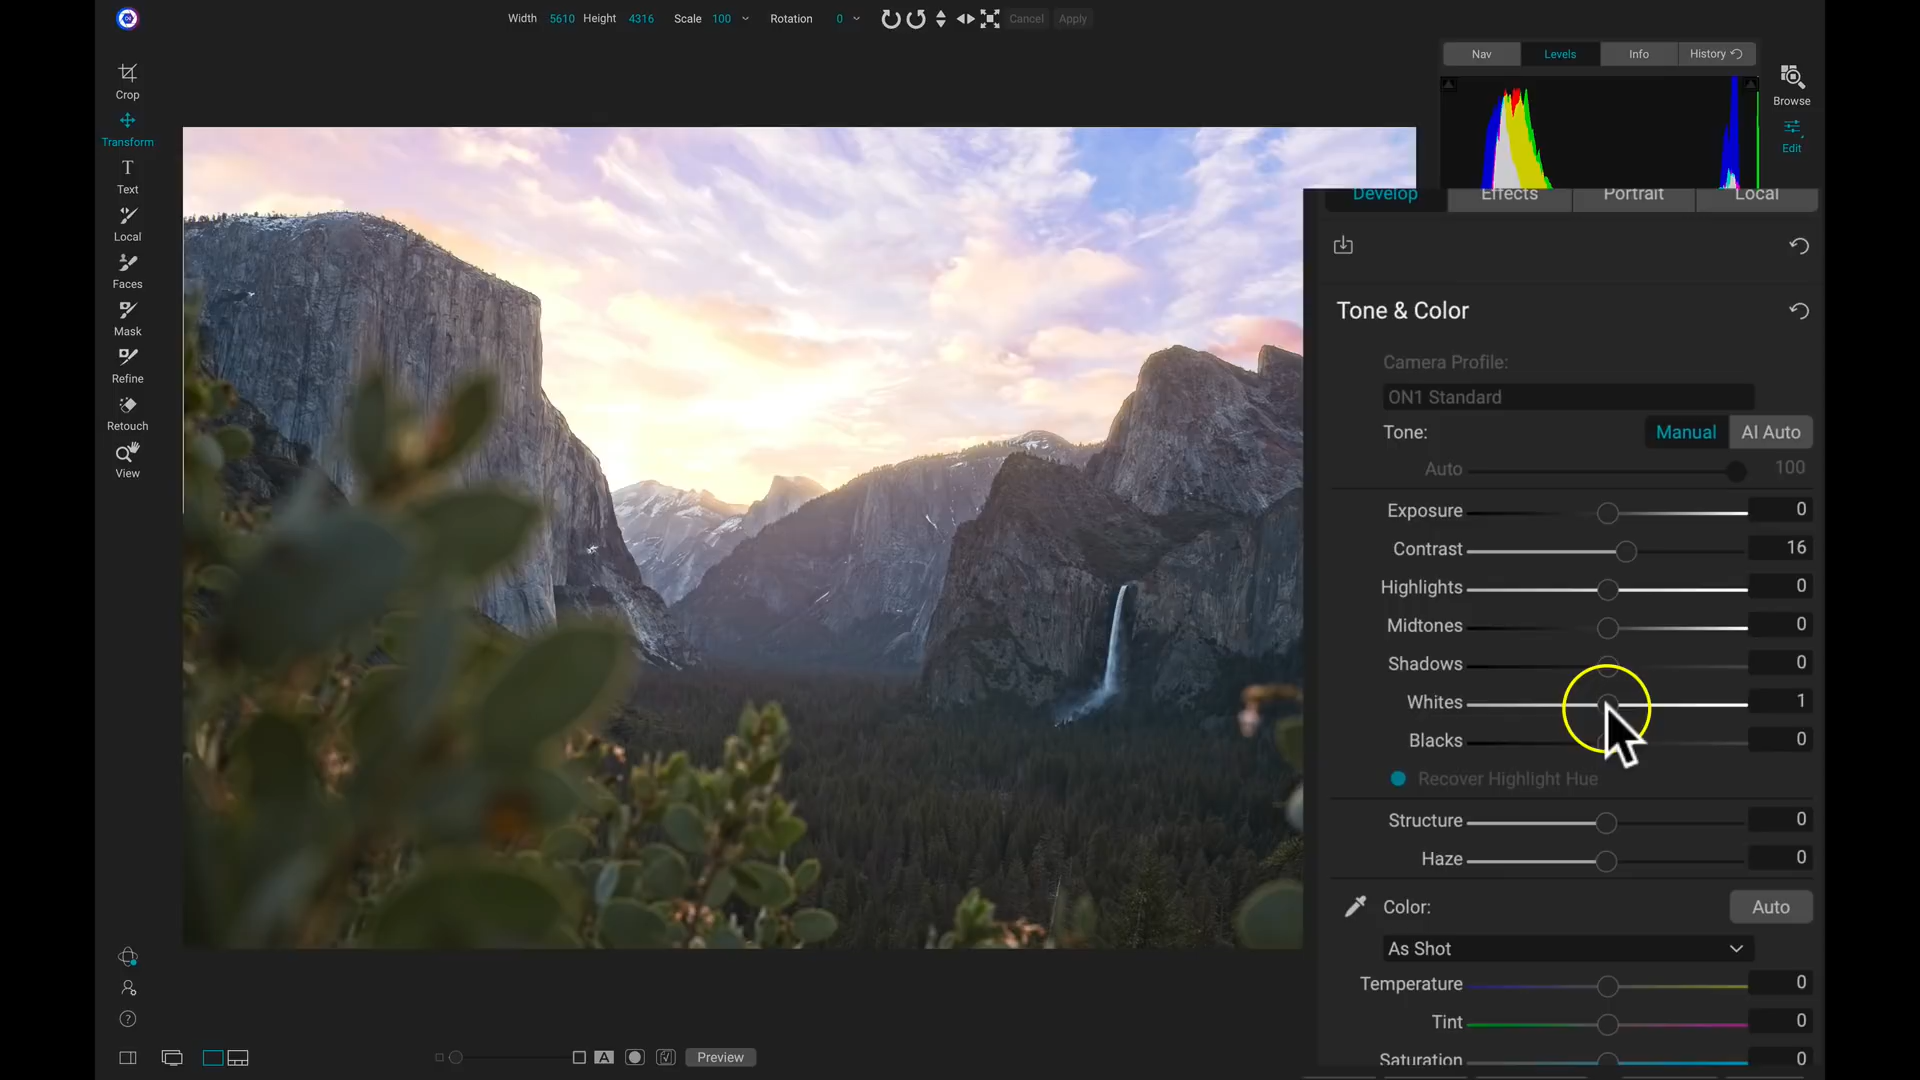 Width 5610 Height 4316 Scale 100 Rotation 0 Cancel Apply
Nav Levels Info History
Crop
Transform
Text
Local
Faces
Mask
Refine
Retouch
View
Browse
Edit
Develop Effects Portrait Local
Tone & Color
Camera Profile:
ON1 Standard
Tone: Manual AI Auto
Auto 100
Exposure 0
Contrast 16
Highlights 0
Midtones 0
Shadows 0
Whites 1
Blacks 0
Recover Highlight Hue
Structure 0
Haze 0
Color: Auto
As Shot
Temperature 0
Tint 0
Saturation 0
?
A Preview